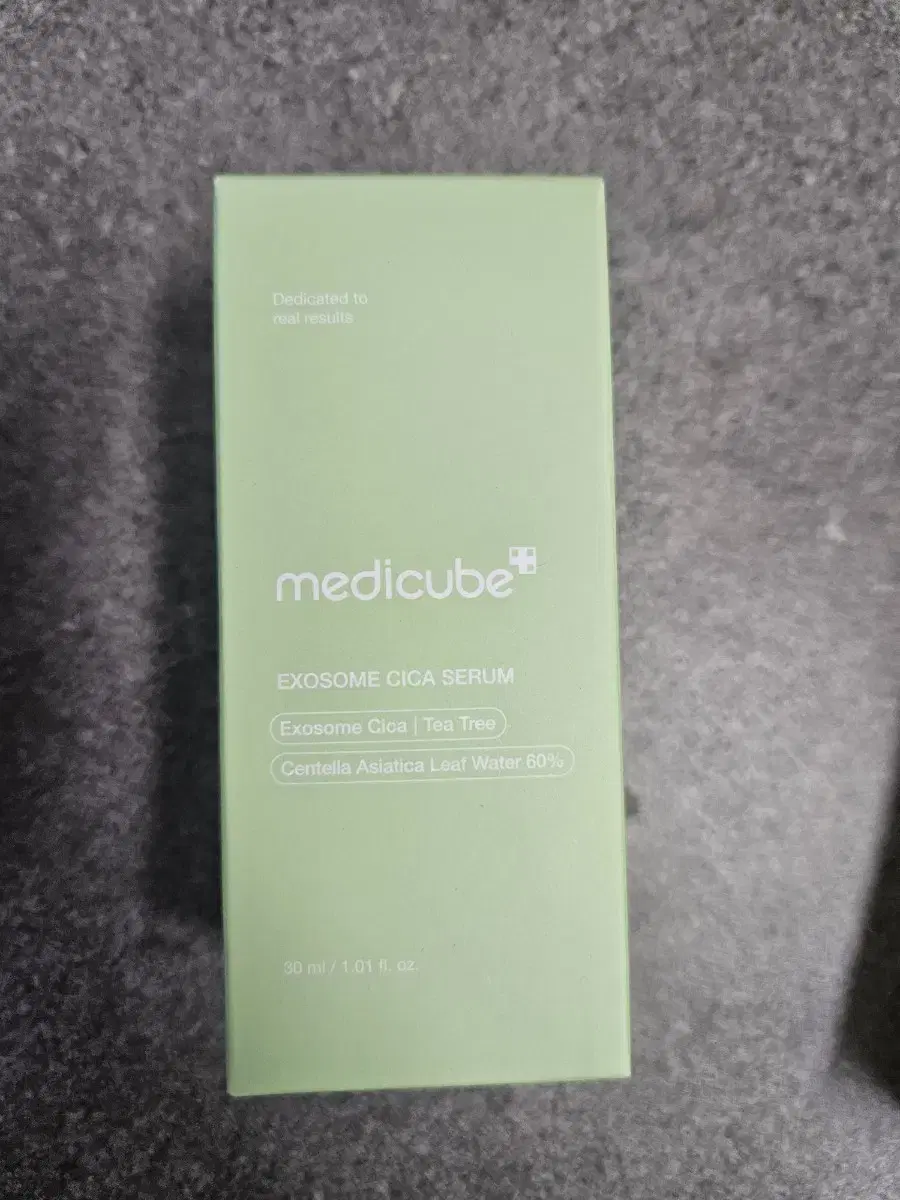 Dedicated to
real results
medicube
EXOSOME CICA SERUM
Exosome Cica | Tea Tree
Centella Asiatica Leaf Water 60%
30 ml / 1.01 fl. oz.